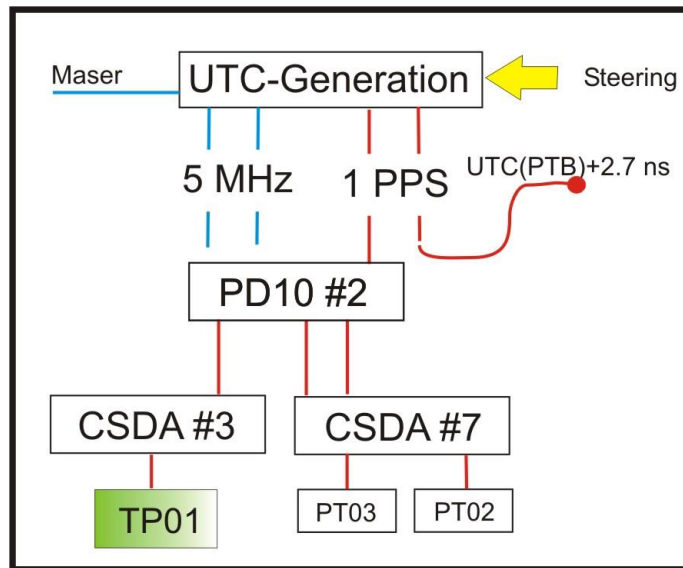 Maser
UTC-Generation
Steering
5 MHz
1 PPS
UTC(PTB)+2.7 ns
PD10 #2
CSDA #3
CSDA #7
TP01
PT03
PT02